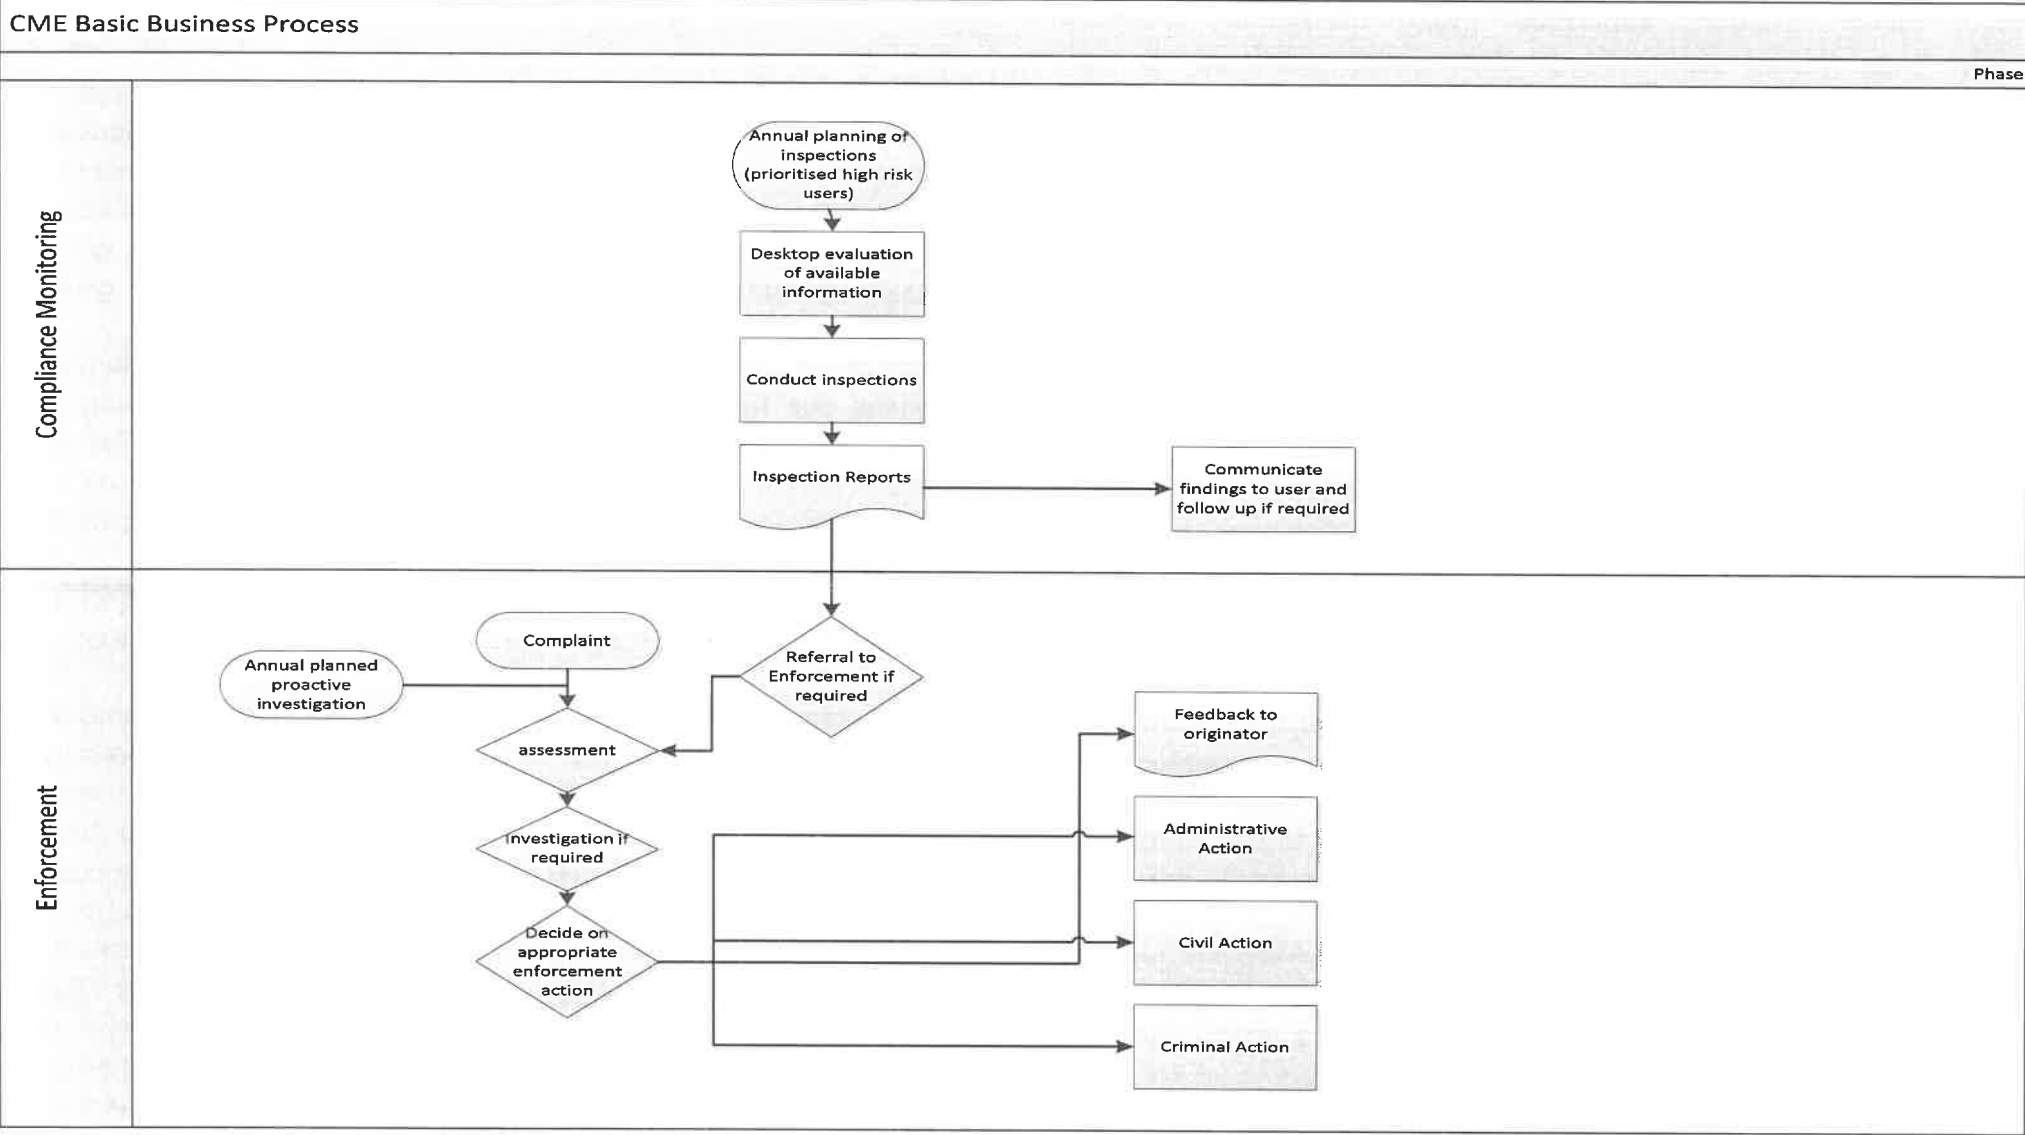 CME Basic Business Process
Phase
Compliance Monitoring
Annual planning of
inspections
(prioritised high risk
users)
Desktop evaluation
of available
information
Conduct inspections
Inspection Reports
Communicate
findings to user and
follow up if required
Enforcement
Complaint
Annual planned
proactive
investigation
Referral to
Enforcement if
required
assessment
Investigation if
required
Decide on
appropriate
enforcement
action
Feedback to
originator
Administrative
Action
Civil Action
Criminal Action